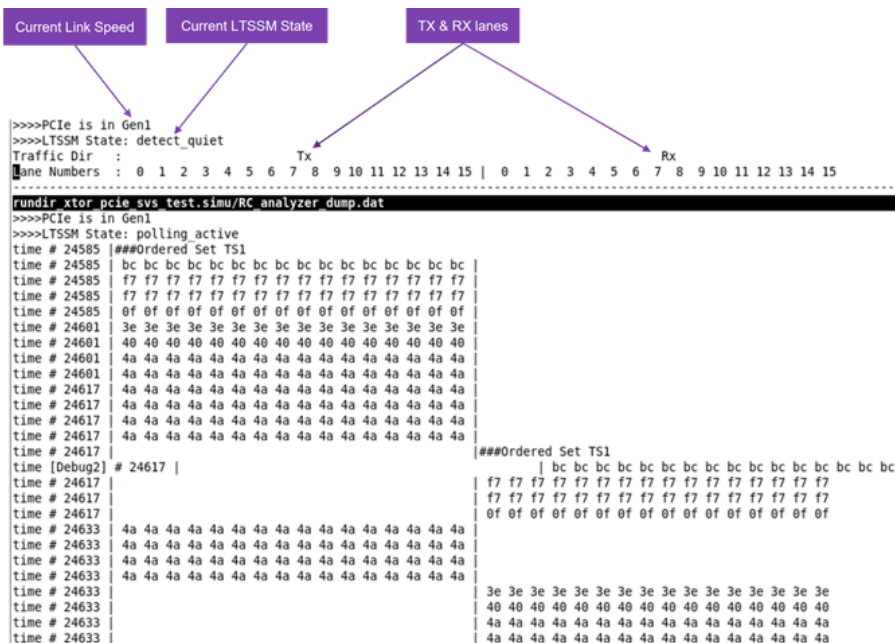 Current Link Speed
Current LTSSM State
TX & RX lanes
>>>>PCIe is in Gen1
>>>>LTSSM State: detect_quiet
Traffic Dir : Tx Rx
Lane Numbers : 0 1 2 3 4 5 6 7 8 9 10 11 12 13 14 15 | 0 1 2 3 4 5 6 7 8 9 10 11 12 13 14 15
--------------------------------------------------------------------------------
rundir_xtor_pcie_svs_test.simu/RC_analyzer_dump.dat
>>>>PCIe is in Gen1
>>>>LTSSM State: polling_active
time # 24585 |###Ordered Set TS1
time # 24585 | bc bc bc bc bc bc bc bc bc bc bc bc bc bc bc bc |
time # 24585 | f7 f7 f7 f7 f7 f7 f7 f7 f7 f7 f7 f7 f7 f7 f7 f7 |
time # 24585 | f7 f7 f7 f7 f7 f7 f7 f7 f7 f7 f7 f7 f7 f7 f7 f7 |
time # 24585 | 0f 0f 0f 0f 0f 0f 0f 0f 0f 0f 0f 0f 0f 0f 0f 0f |
time # 24601 | 3e 3e 3e 3e 3e 3e 3e 3e 3e 3e 3e 3e 3e 3e 3e 3e |
time # 24601 | 40 40 40 40 40 40 40 40 40 40 40 40 40 40 40 40 |
time # 24601 | 4a 4a 4a 4a 4a 4a 4a 4a 4a 4a 4a 4a 4a 4a 4a 4a |
time # 24601 | 4a 4a 4a 4a 4a 4a 4a 4a 4a 4a 4a 4a 4a 4a 4a 4a |
time # 24617 | 4a 4a 4a 4a 4a 4a 4a 4a 4a 4a 4a 4a 4a 4a 4a 4a |
time # 24617 | 4a 4a 4a 4a 4a 4a 4a 4a 4a 4a 4a 4a 4a 4a 4a 4a |
time # 24617 | 4a 4a 4a 4a 4a 4a 4a 4a 4a 4a 4a 4a 4a 4a 4a 4a |
time # 24617 | 4a 4a 4a 4a 4a 4a 4a 4a 4a 4a 4a 4a 4a 4a 4a 4a |
time # 24617 | |###Ordered Set TS1
time [Debug2] # 24617 | | bc bc bc bc bc bc bc bc bc bc bc bc bc bc bc bc
time # 24617 | | f7 f7 f7 f7 f7 f7 f7 f7 f7 f7 f7 f7 f7 f7 f7 f7
time # 24617 | | f7 f7 f7 f7 f7 f7 f7 f7 f7 f7 f7 f7 f7 f7 f7 f7
time # 24617 | | 0f 0f 0f 0f 0f 0f 0f 0f 0f 0f 0f 0f 0f 0f 0f 0f
time # 24633 | 4a 4a 4a 4a 4a 4a 4a 4a 4a 4a 4a 4a 4a 4a 4a 4a |
time # 24633 | 4a 4a 4a 4a 4a 4a 4a 4a 4a 4a 4a 4a 4a 4a 4a 4a |
time # 24633 | 4a 4a 4a 4a 4a 4a 4a 4a 4a 4a 4a 4a 4a 4a 4a 4a |
time # 24633 | 4a 4a 4a 4a 4a 4a 4a 4a 4a 4a 4a 4a 4a 4a 4a 4a |
time # 24633 | | 3e 3e 3e 3e 3e 3e 3e 3e 3e 3e 3e 3e 3e 3e 3e 3e
time # 24633 | | 40 40 40 40 40 40 40 40 40 40 40 40 40 40 40 40
time # 24633 | | 4a 4a 4a 4a 4a 4a 4a 4a 4a 4a 4a 4a 4a 4a 4a 4a
time # 24633 | | 4a 4a 4a 4a 4a 4a 4a 4a 4a 4a 4a 4a 4a 4a 4a 4a